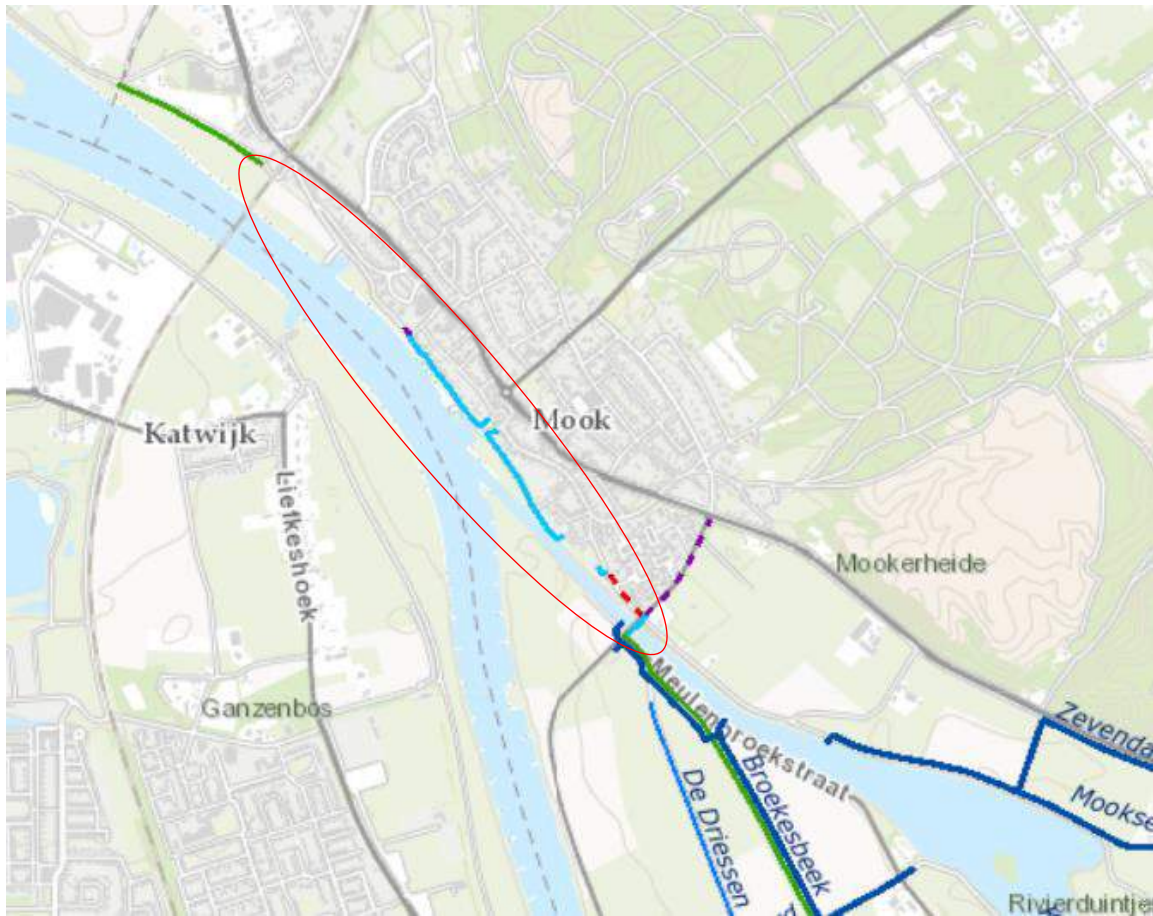 Mook
Katwijk
Liefkeshoek
Mookerheide
Ganzenbos
Meulenbroekstraat
Zevenda
Broekesbeek
De Driessen
Mookse
Rivierduintje